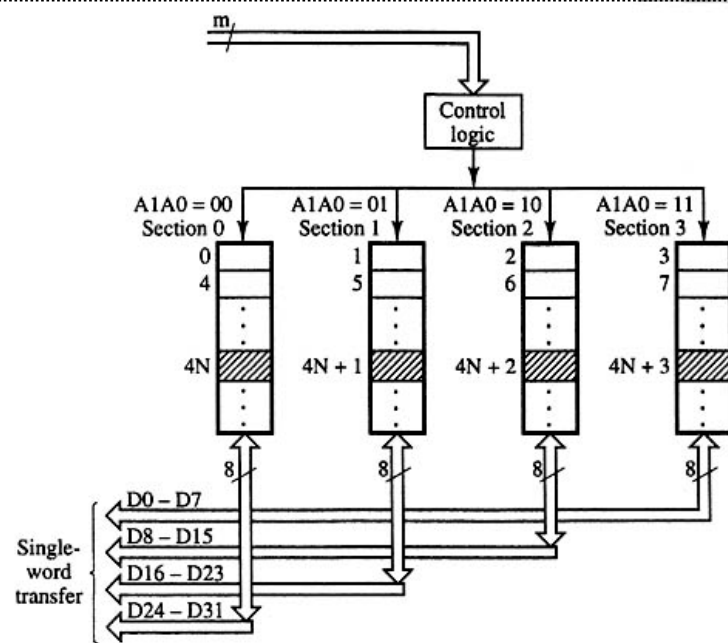 m
Control
logic
A1A0 = 00
Section 0
A1A0 = 01
Section 1
A1A0 = 10
Section 2
A1A0 = 11
Section 3
0
4
4N
1
5
4N + 1
2
6
4N + 2
3
7
4N + 3
8
8
8
8
Single-
word
transfer
D0 – D7
D8 – D15
D16 – D23
D24 – D31